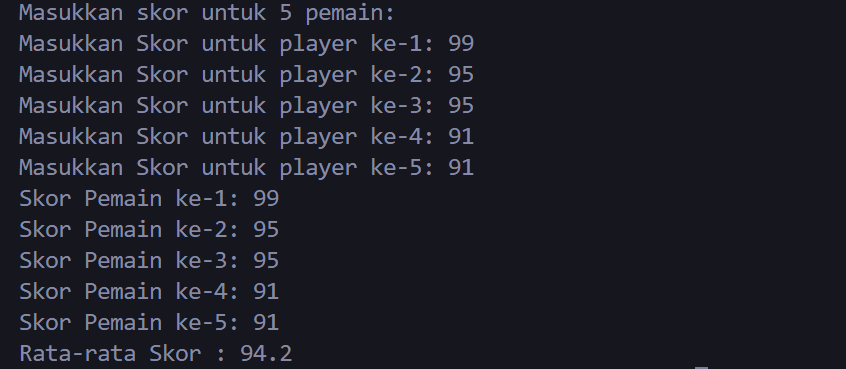 Masukkan skor untuk 5 pemain:
Masukkan Skor untuk player ke-1: 99
Masukkan Skor untuk player ke-2: 95
Masukkan Skor untuk player ke-3: 95
Masukkan Skor untuk player ke-4: 91
Masukkan Skor untuk player ke-5: 91
Skor Pemain ke-1: 99
Skor Pemain ke-2: 95
Skor Pemain ke-3: 95
Skor Pemain ke-4: 91
Skor Pemain ke-5: 91
Rata-rata Skor : 94.2